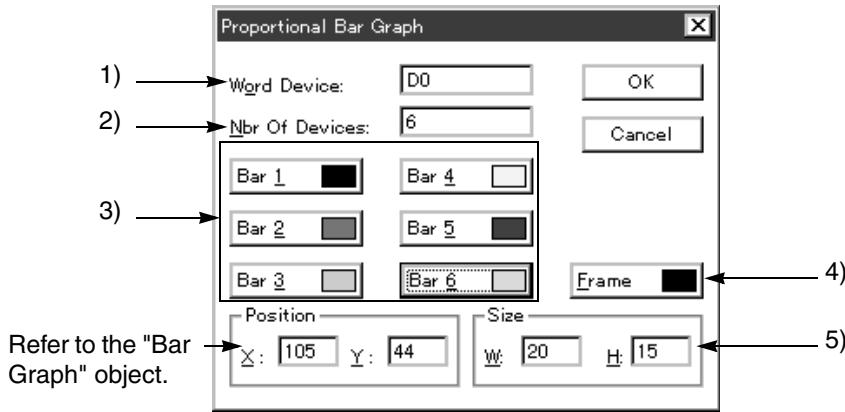 Proportional Bar Graph
1)
Word Device:
D0
OK
2)
Nbr Of Devices:
6
Cancel
3)
Bar 1
Bar 4
Bar 2
Bar 5
Bar 3
Bar 6
Frame
4)
Position
Size
Refer to the "Bar
Graph" object.
X:
105
Y:
44
W:
20
H:
15
5)